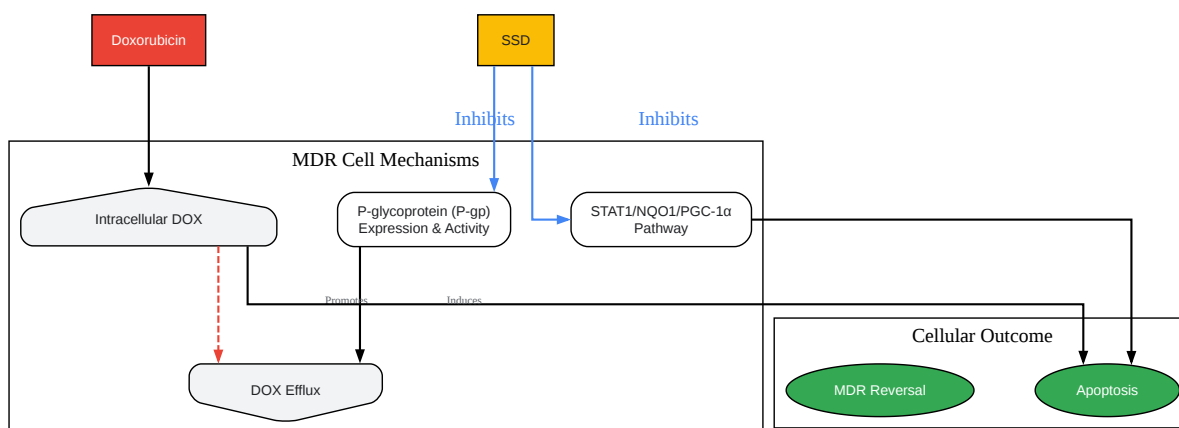 Doxorubicin
SSD
Inhibits
Inhibits
MDR Cell Mechanisms
Intracellular DOX
P-glycoprotein (P-gp)
Expression & Activity
STAT1/NQO1/PGC-1α
Pathway
Promotes
Induces
Cellular Outcome
DOX Efflux
MDR Reversal
Apoptosis